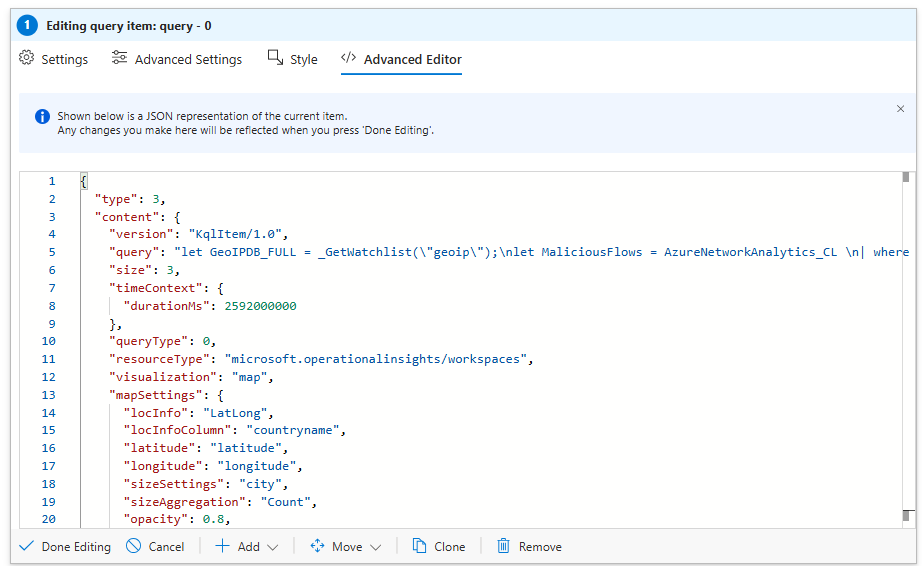 1 Editing query item: query - 0
Settings Advanced Settings Style </> Advanced Editor
Shown below is a JSON representation of the current item.
Any changes you make here will be reflected when you press 'Done Editing'.
1 {
2 "type": 3,
3 "content": {
4 "version": "KqlItem/1.0",
5 "query": "let GeoIPDB_FULL = _GetWatchlist(\"geoip\");\nlet MaliciousFlows = AzureNetworkAnalytics_CL \n| where
6 "size": 3,
7 "timeContext": {
8 "durationMs": 2592000000
9 },
10 "queryType": 0,
11 "resourceType": "microsoft.operationalinsights/workspaces",
12 "visualization": "map",
13 "mapSettings": {
14 "locInfo": "LatLong",
15 "locInfoColumn": "countryname",
16 "latitude": "latitude",
17 "longitude": "longitude",
18 "sizeSettings": "city",
19 "sizeAggregation": "Count",
20 "opacity": 0.8,
Done Editing Cancel Add Move Clone Remove